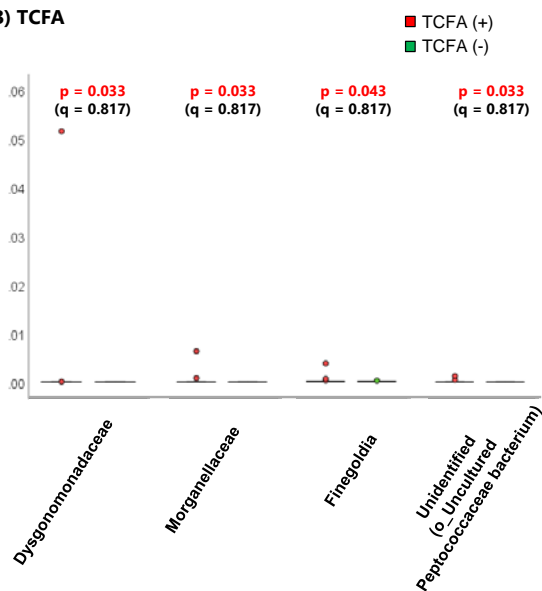 3) TCFA
TCFA (+)
TCFA (-)
p = 0.033
(q = 0.817)
p = 0.033
(q = 0.817)
p = 0.043
(q = 0.817)
p = 0.033
(q = 0.817)
.06
.05
.04
.03
.02
.01
.00
Dysgonomonadaceae
Morganellaceae
Finegoldia
Unidentified
(o_Uncultured
Peptococcaceae bacterium)